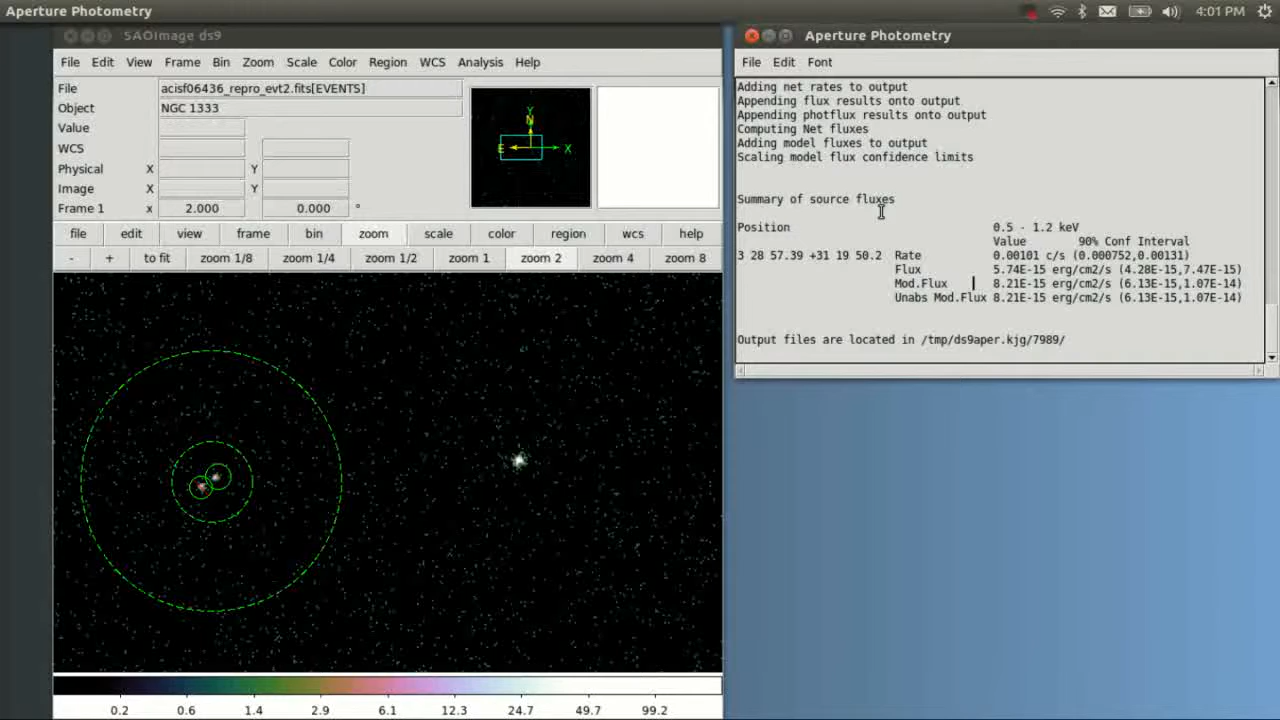 Aperture Photometry
4:01 PM
SAOImage ds9
File Edit View Frame Bin Zoom Scale Color Region WCS Analysis Help
File acisf06436_repro_evt2.fits[EVENTS]
Object NGC 1333
Value
WCS
Physical X Y
Image X Y
Frame 1 x 2.000 0.000 °
Y
N
E X
file edit view frame bin zoom scale color region wcs help
- + to fit zoom 1/8 zoom 1/4 zoom 1/2 zoom 1 zoom 2 zoom 4 zoom 8
0.2 0.6 1.4 2.9 6.1 12.3 24.7 49.7 99.2
Aperture Photometry
File Edit Font
Adding net rates to output
Appending flux results onto output
Appending photflux results onto output
Computing Net fluxes
Adding model fluxes to output
Scaling model flux confidence limits
Summary of source fluxes
Position 0.5 - 1.2 keV
Value 90% Conf Interval
3 28 57.39 +31 19 50.2 Rate 0.00101 c/s (0.000752,0.00131)
Flux 5.74E-15 erg/cm2/s (4.28E-15,7.47E-15)
Mod.Flux 8.21E-15 erg/cm2/s (6.13E-15,1.07E-14)
Unabs Mod.Flux 8.21E-15 erg/cm2/s (6.13E-15,1.07E-14)
Output files are located in /tmp/ds9aper.kjg/7989/